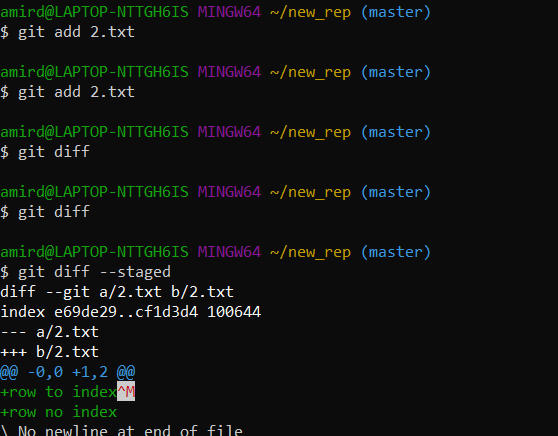 amird@LAPTOP-NTTGH6IS MINGW64 ~/new_rep (master)
$ git add 2.txt
amird@LAPTOP-NTTGH6IS MINGW64 ~/new_rep (master)
$ git add 2.txt
amird@LAPTOP-NTTGH6IS MINGW64 ~/new_rep (master)
$ git diff
amird@LAPTOP-NTTGH6IS MINGW64 ~/new_rep (master)
$ git diff
amird@LAPTOP-NTTGH6IS MINGW64 ~/new_rep (master)
$ git diff --staged
diff --git a/2.txt b/2.txt
index e69de29..cf1d3d4 100644
--- a/2.txt
+++ b/2.txt
@@ -0,0 +1,2 @@
+row to index^M
+row no index
\ No newline at end of file